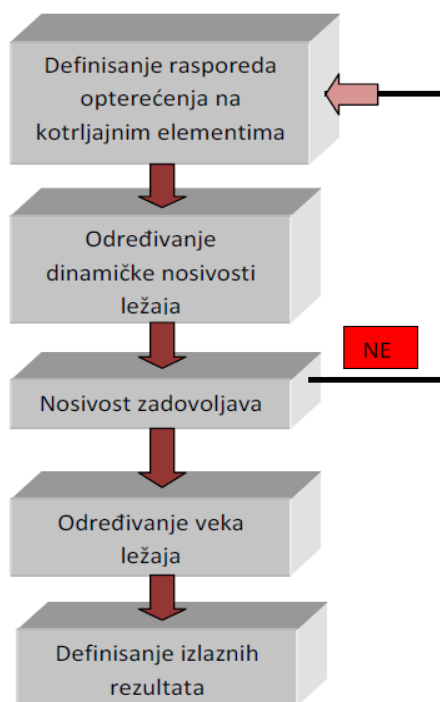 Definisanje rasporeda
opterećenja na
kotrljajnim elementima
Određivanje
dinamičke nosivosti
ležaja
NE
Nosivost zadovoljava
Određivanje veka
ležaja
Definisanje izlaznih
rezultata